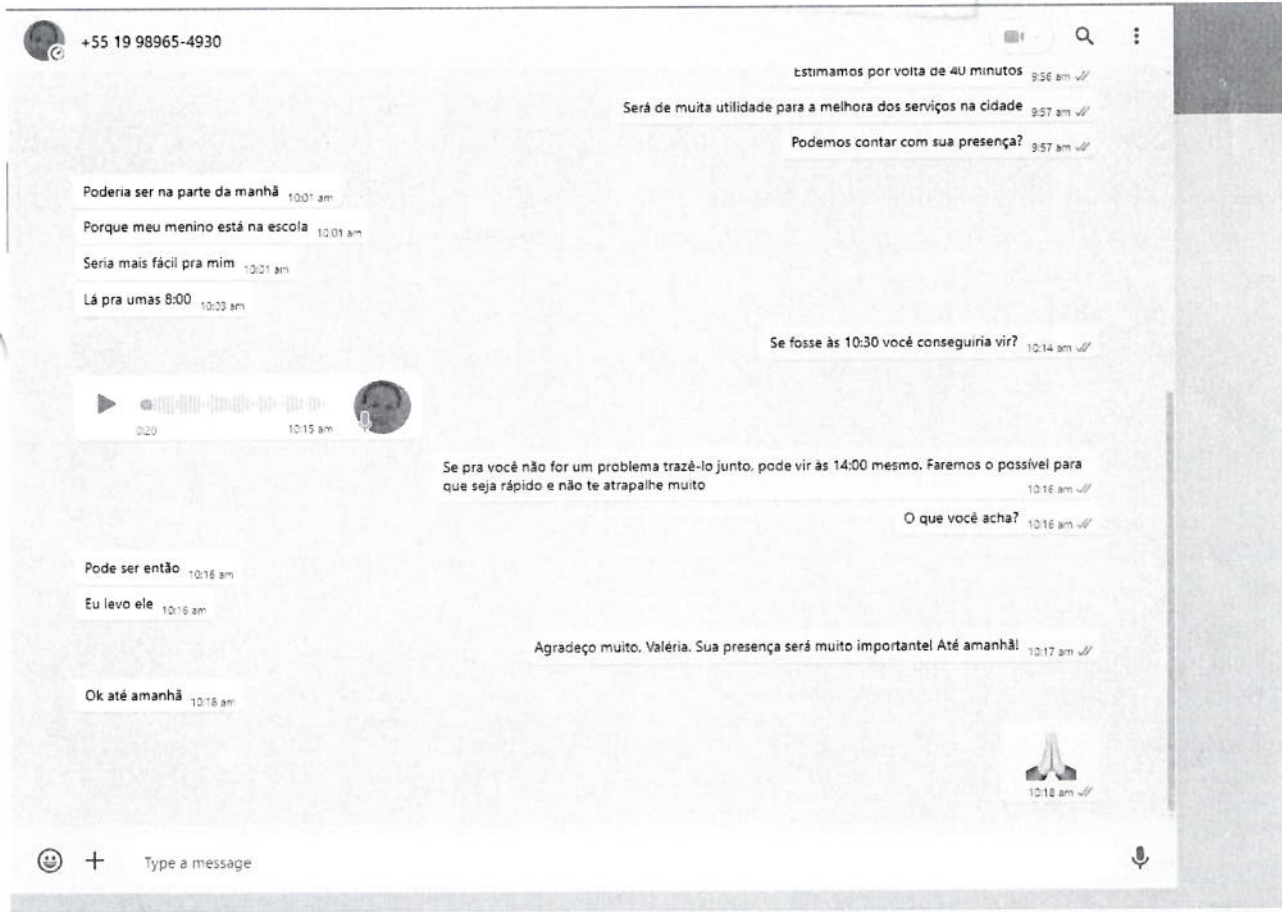 +55 19 98965-4930
Estimamos por volta de 40 minutos 9:56 am
Será de muita utilidade para a melhora dos serviços na cidade 9:57 am
Podemos contar com sua presença? 9:57 am
Poderia ser na parte da manhã 10:01 am
Porque meu menino está na escola 10:01 am
Seria mais fácil pra mim 10:01 am
Lá pra umas 8:00 10:03 am
Se fosse às 10:30 você conseguiria vir? 10:14 am
0:20 10:15 am
Se pra você não for um problema trazê-lo junto, pode vir às 14:00 mesmo. Faremos o possível para
que seja rápido e não te atrapalhe muito 10:16 am
O que você acha? 10:16 am
Pode ser então 10:16 am
Eu levo ele 10:16 am
Agradeço muito, Valéria. Sua presença será muito importante! Até amanhã! 10:17 am
Ok até amanhã 10:18 am
10:18 am
Type a message